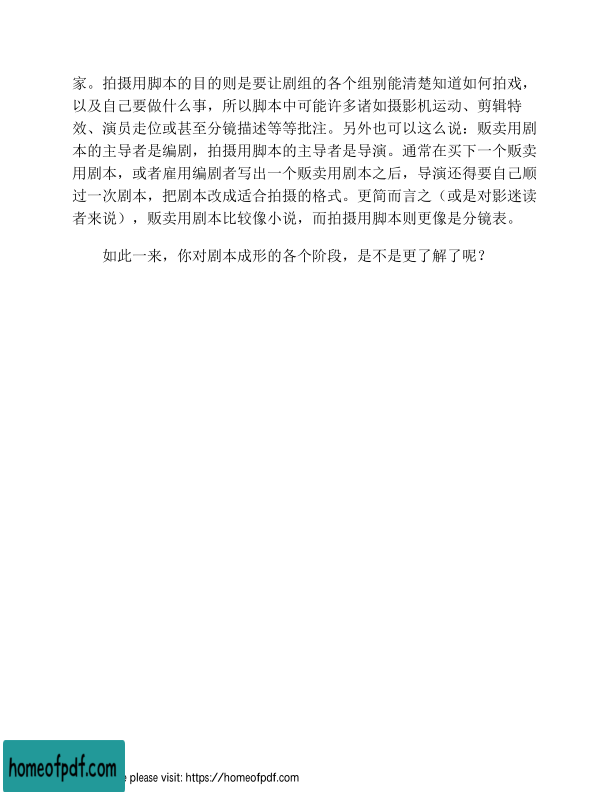 家。拍摄用脚本的目的则是要让剧组的各个组别能清楚知道如何拍戏，
以及自己要做什么事，所以脚本中可能许多诸如摄影机运动、剪辑特
效、演员走位或甚至分镜描述等等批注。另外也可以这么说：贩卖用剧
本的主导者是编剧，拍摄用脚本的主导者是导演。通常在买下一个贩卖
用剧本，或者雇用编剧者写出一个贩卖用剧本之后，导演还得要自己顺
过一次剧本，把剧本改成适合拍摄的格式。更简而言之（或是对影迷读
者来说），贩卖用剧本比较像小说，而拍摄用脚本则更像是分镜表。
如此一来，你对剧本成形的各个阶段，是不是更了解了呢？
homeofpdf.com
e please visit: https://homeofpdf.com